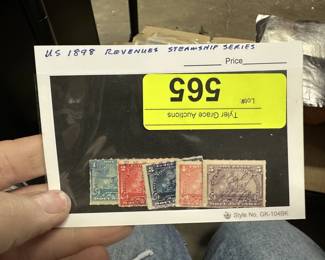 US 1898 REVENUES STEAMSHIP SERIES
Price
Lot#:
565
Tyler Grace Auctions
Style No. GK-104BK